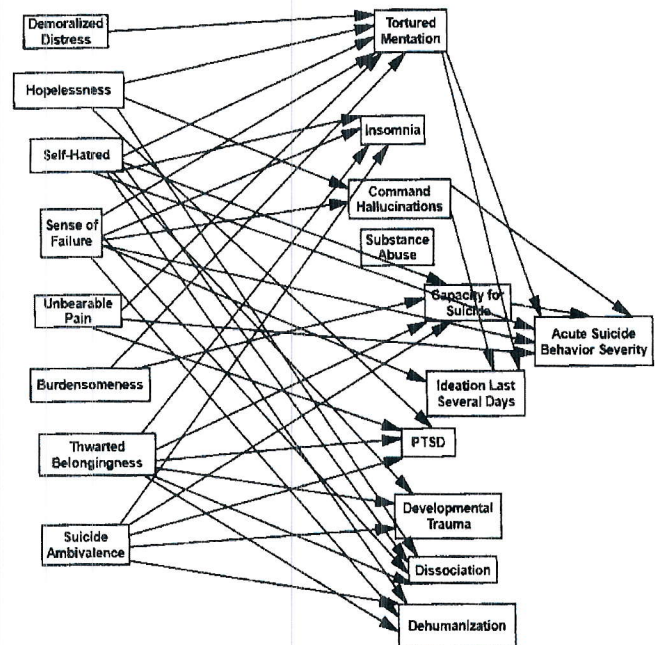 Demoralized
Distress
Hopelessness
Self-Hatred
Sense of
Failure
Unbearable
Pain
Burdensomeness
Thwarted
Belongingness
Suicide
Ambivalence
Tortured
Mentation
Insomnia
Command
Hallucinations
Substance
Abuse
Capacity for
Suicide
Ideation Last
Several Days
PTSD
Developmental
Trauma
Dissociation
Dehumanization
Acute Suicide
Behavior Severity